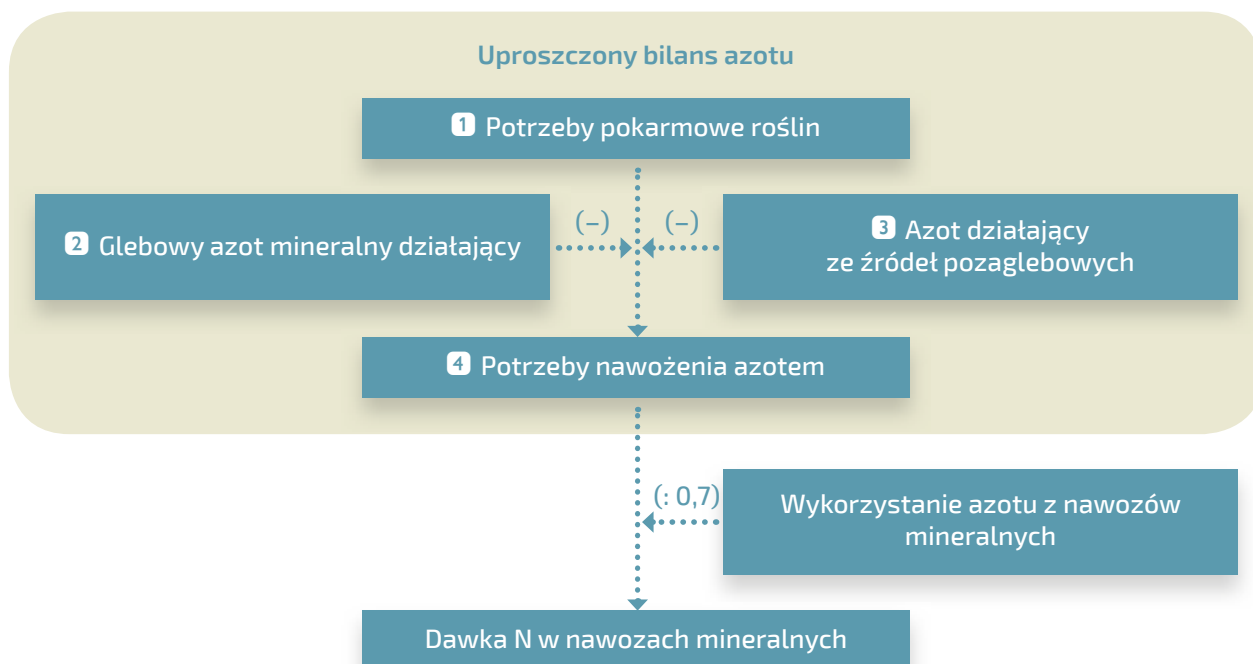 Uproszczony bilans azotu
1 Potrzeby pokarmowe roślin
2 Glebowy azot mineralny działający
(–)
(–)
3 Azot działający
ze źródeł pozaglebowych
4 Potrzeby nawożenia azotem
(: 0,7)
Wykorzystanie azotu z nawozów
mineralnych
Dawka N w nawozach mineralnych